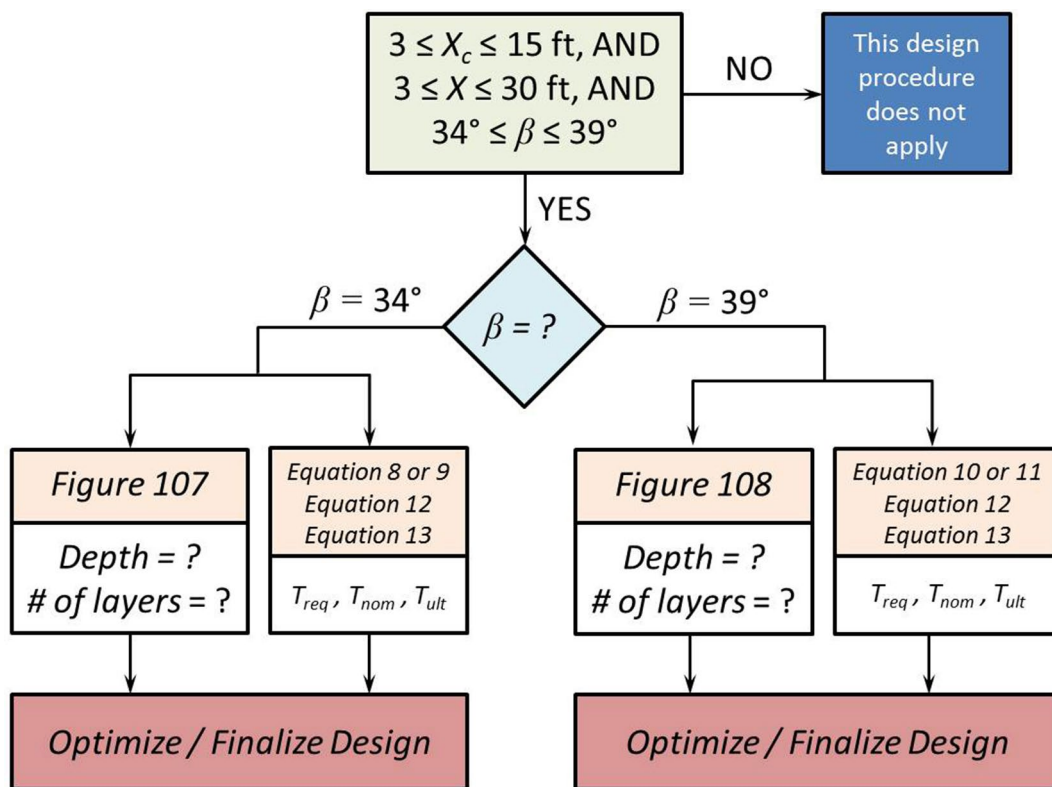 3 ≤ Xc ≤ 15 ft, AND
3 ≤ X ≤ 30 ft, AND
34° ≤ β ≤ 39°
NO
This design
procedure
does not
apply
YES
β = 34°
β = ?
β = 39°
Figure 107
Depth = ?
# of layers = ?
Equation 8 or 9
Equation 12
Equation 13
Treq , Tnom , Tult
Figure 108
Depth = ?
# of layers = ?
Equation 10 or 11
Equation 12
Equation 13
Treq , Tnom , Tult
Optimize / Finalize Design
Optimize / Finalize Design